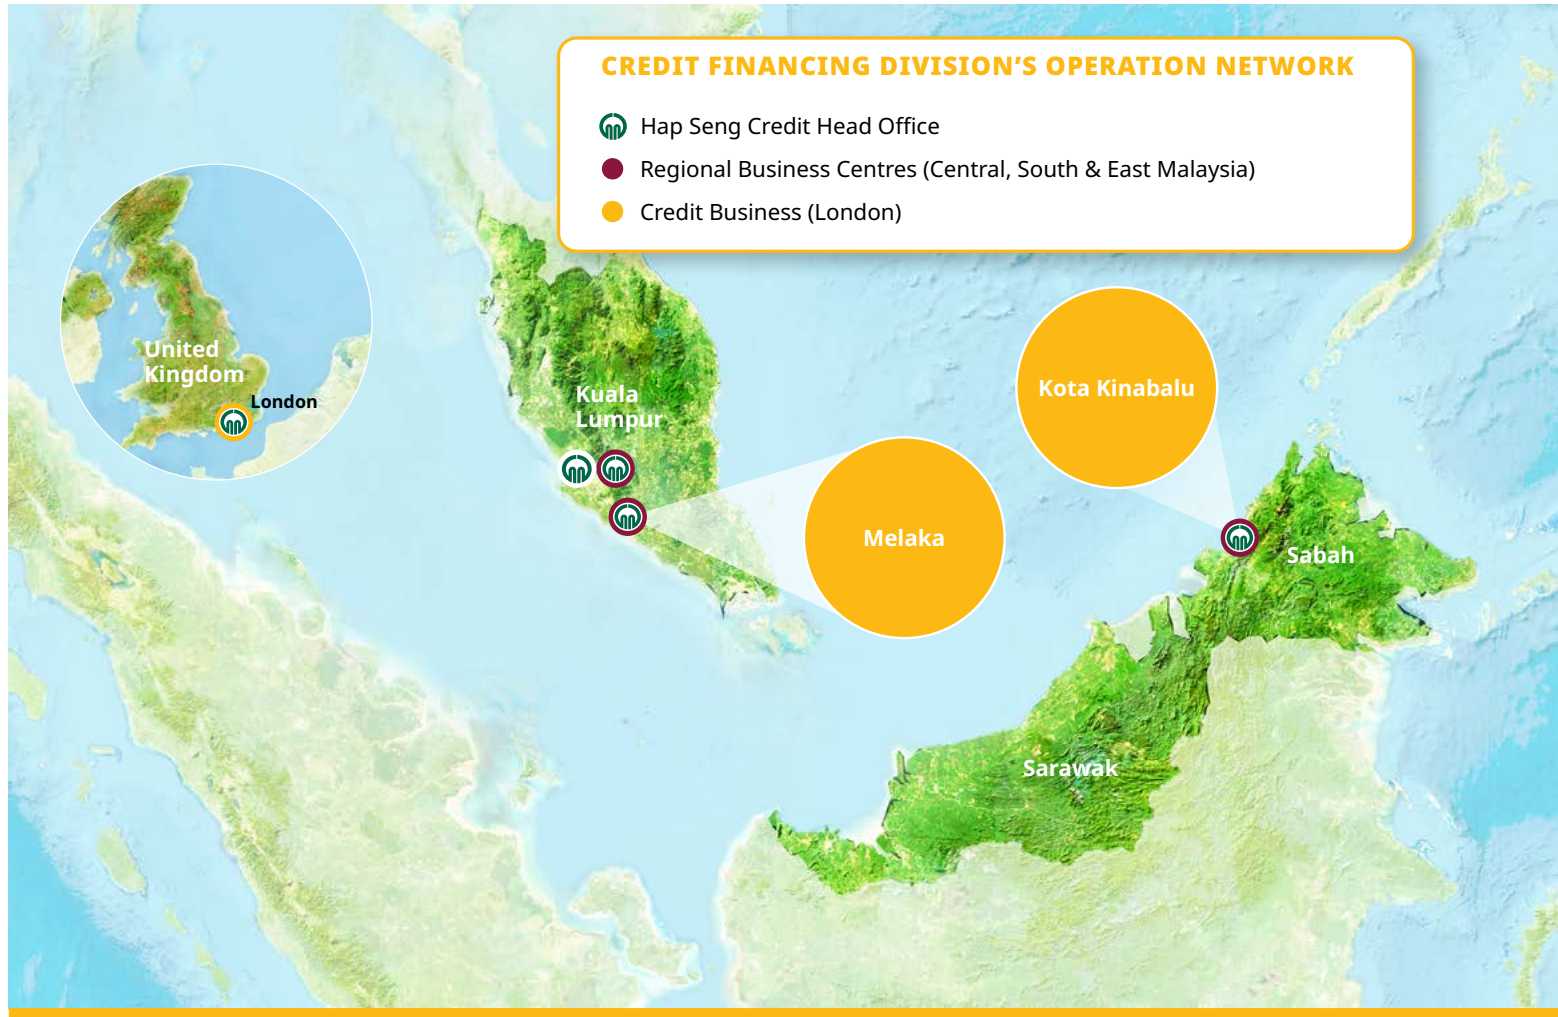 CREDIT FINANCING DIVISION’S OPERATION NETWORK
Hap Seng Credit Head Office
Regional Business Centres (Central, South & East Malaysia)
Credit Business (London)
United
Kingdom
London
Kuala
Lumpur
Kota Kinabalu
Melaka
Sabah
Sarawak